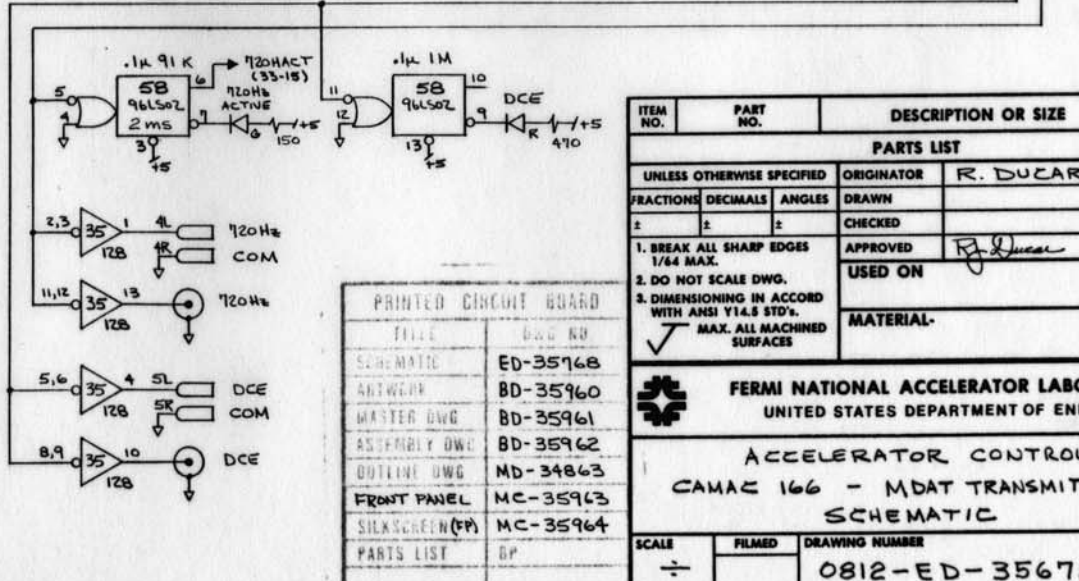 .1μ 91K
720HACT
(33-15)
5
4
58
96LS02
2ms
6
7
720Hz
ACTIVE
G
150
+5
3
+5
.1μ 1M
11
12
58
96LS02
10
9
DCE
R
470
+5
13
+5
2,3
35
128
1
4L
720Hz
4R
COM
11,12
35
128
13
720Hz
5,6
35
128
4
5L
DCE
5R
COM
8,9
35
128
10
DCE
PRINTED CIRCUIT BOARD
TITLE DWG NO
SCHEMATIC ED-35768
ARTWORK BD-35960
MASTER DWG BD-35961
ASSEMBLY DWG BD-35962
OUTLINE DWG MD-34863
FRONT PANEL MC-35963
SILKSCREEN (FP) MC-35964
PARTS LIST
ITEM NO. PART NO. DESCRIPTION OR SIZE
PARTS LIST
UNLESS OTHERWISE SPECIFIED
FRACTIONS DECIMALS ANGLES
± ± ±
ORIGINATOR R. DUCAR
DRAWN
CHECKED
APPROVED Rj Ducar
1. BREAK ALL SHARP EDGES
1/64 MAX.
2. DO NOT SCALE DWG.
3. DIMENSIONING IN ACCORD
WITH ANSI Y14.5 STD's.
MAX. ALL MACHINED
SURFACES
USED ON
MATERIAL-
FERMI NATIONAL ACCELERATOR LABO
UNITED STATES DEPARTMENT OF EN
ACCELERATOR CONTROL
CAMAC 166 - MDAT TRANSMIT
SCHEMATIC
SCALE FILMED DRAWING NUMBER
÷ 0812-ED-3567